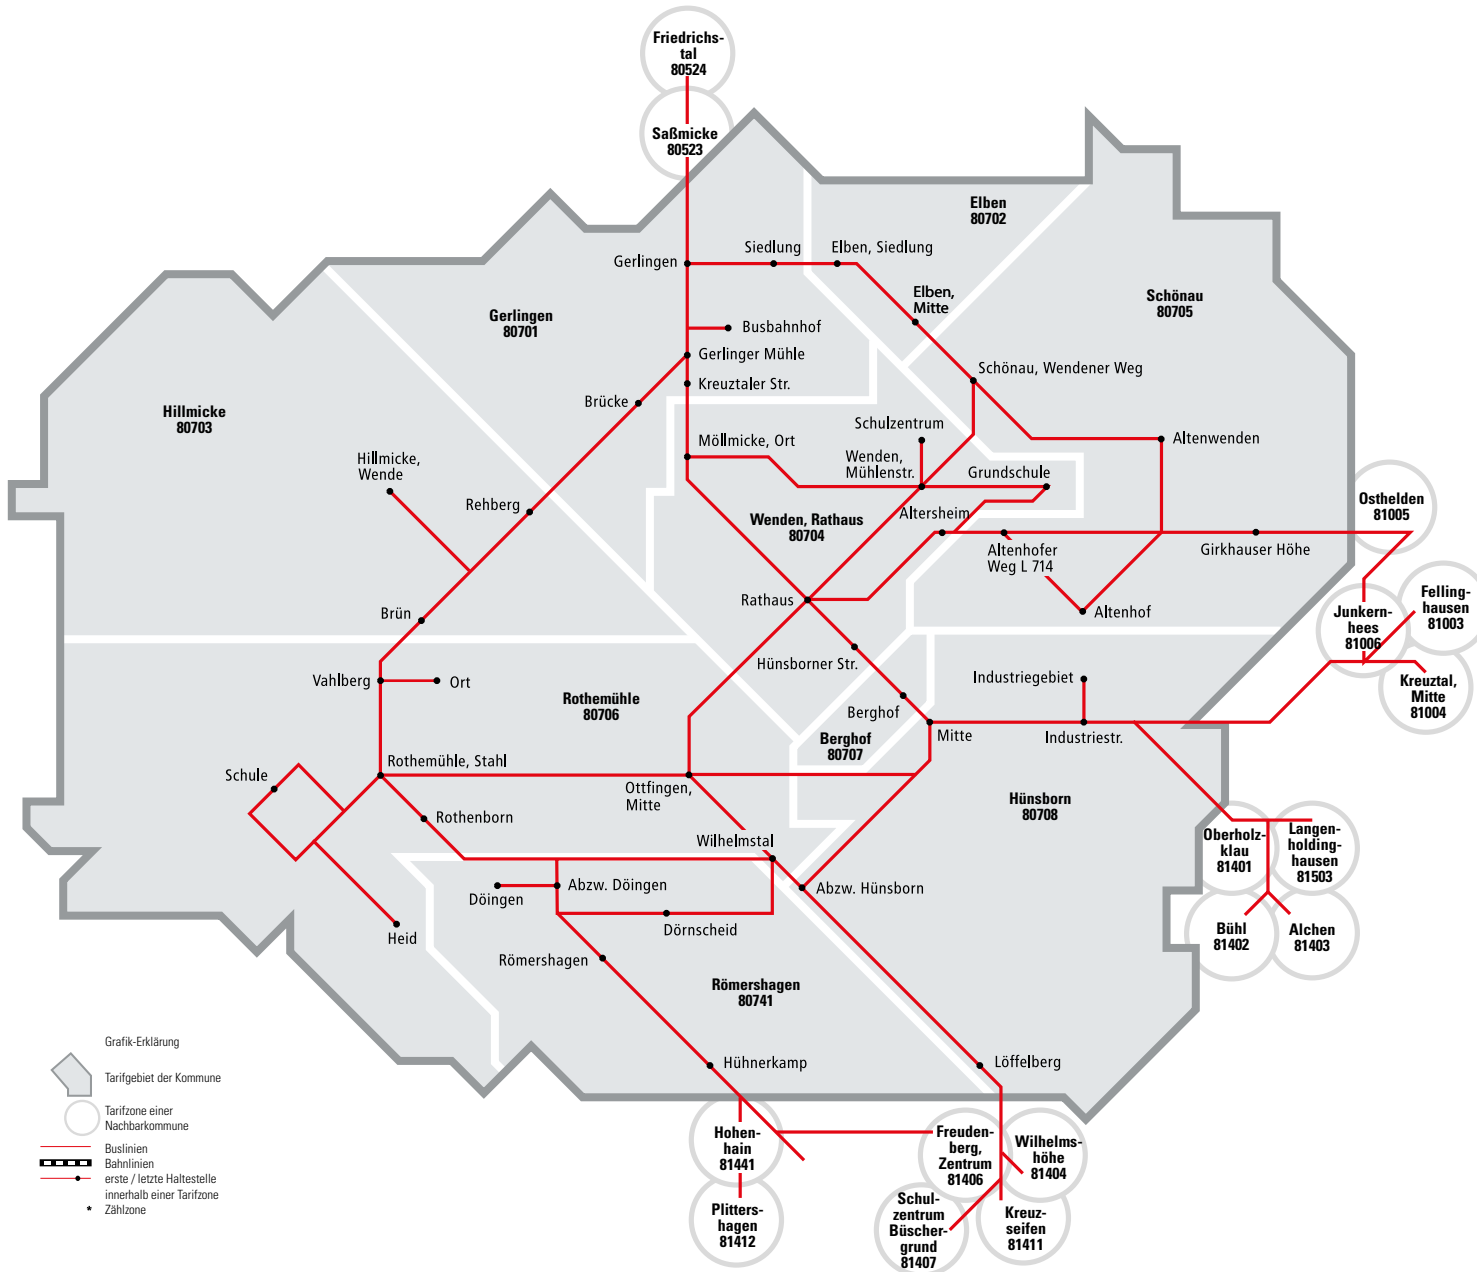 Friedrichs-
tal
80524
Saßmicke
80523
Elben
80702
Siedlung
Elben, Siedlung
Gerlingen
Elben,
Mitte
Schönau
80705
Gerlingen
80701
Busbahnhof
Gerlinger Mühle
Kreuztaler Str.
Schönau, Wendener Weg
Brücke
Hillmicke
80703
Schulzentrum
Altenwenden
Möllmicke, Ort
Wenden,
Mühlenstr.
Grundschule
Hillmicke,
Wende
Rehberg
Osthelden
81005
Wenden, Rathaus
80704
Altersheim
Altenhofer
Weg L 714
Girkhauser Höhe
Felling-
hausen
81003
Rathaus
Altenhof
Junkern-
hees
81006
Brün
Hünsborner Str.
Vahlberg
Ort
Rothemühle
80706
Industriegebiet
Kreuztal,
Mitte
81004
Berghof
Berghof
80707
Mitte
Industriestr.
Rothemühle, Stahl
Schule
Ottfingen,
Mitte
Hünsborn
80708
Rothenborn
Wilhelmstal
Oberholz-
klau
81401
Langen-
holding-
hausen
81503
Döingen
Abzw. Döingen
Abzw. Hünsborn
Dörnscheid
Heid
Bühl
81402
Alchen
81403
Römershagen
Römershagen
80741
Hühnerkamp
Löffelberg
Grafik-Erklärung
Tarifgebiet der Kommune
Tarifzone einer
Nachbarkommune
Buslinien
Bahnlinien
erste / letzte Haltestelle
innerhalb einer Tarifzone
* Zählzone
Hohen-
hain
81441
Freuden-
berg,
Zentrum
81406
Wilhelms-
höhe
81404
Plitters-
hagen
81412
Schul-
zentrum
Büscher-
grund
81407
Kreuz-
seifen
81411